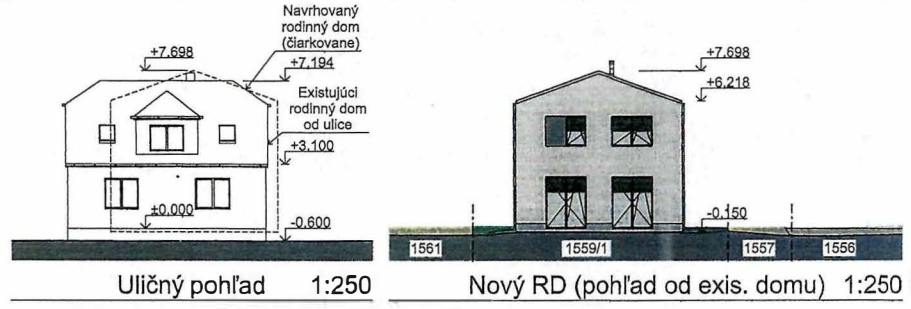 Navrhovaný
rodinný dom
(čiarkovane)
+7,698
+7,194
Existujúci
rodinný dom
od ulice
+3,100
±0,000
-0,600
Uličný pohľad 1:250
+7,698
+6,218
-0,150
1561
1559/1
1557
1556
Nový RD (pohľad od exis. domu) 1:250